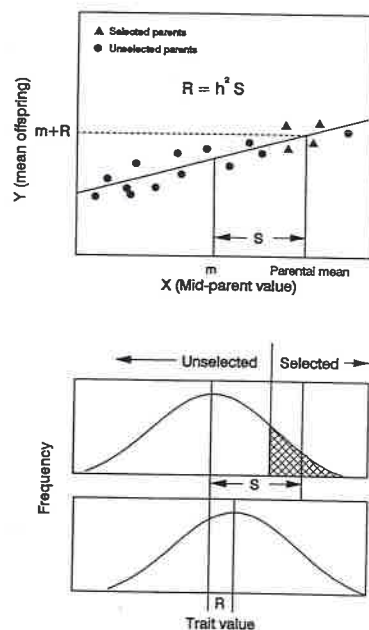 ▲ Selected parents
● Unselected parents
R = h² S
m+R
Y (mean offspring)
S
m
Parental mean
X (Mid-parent value)
Unselected
Selected
S
Frequency
R
Trait value